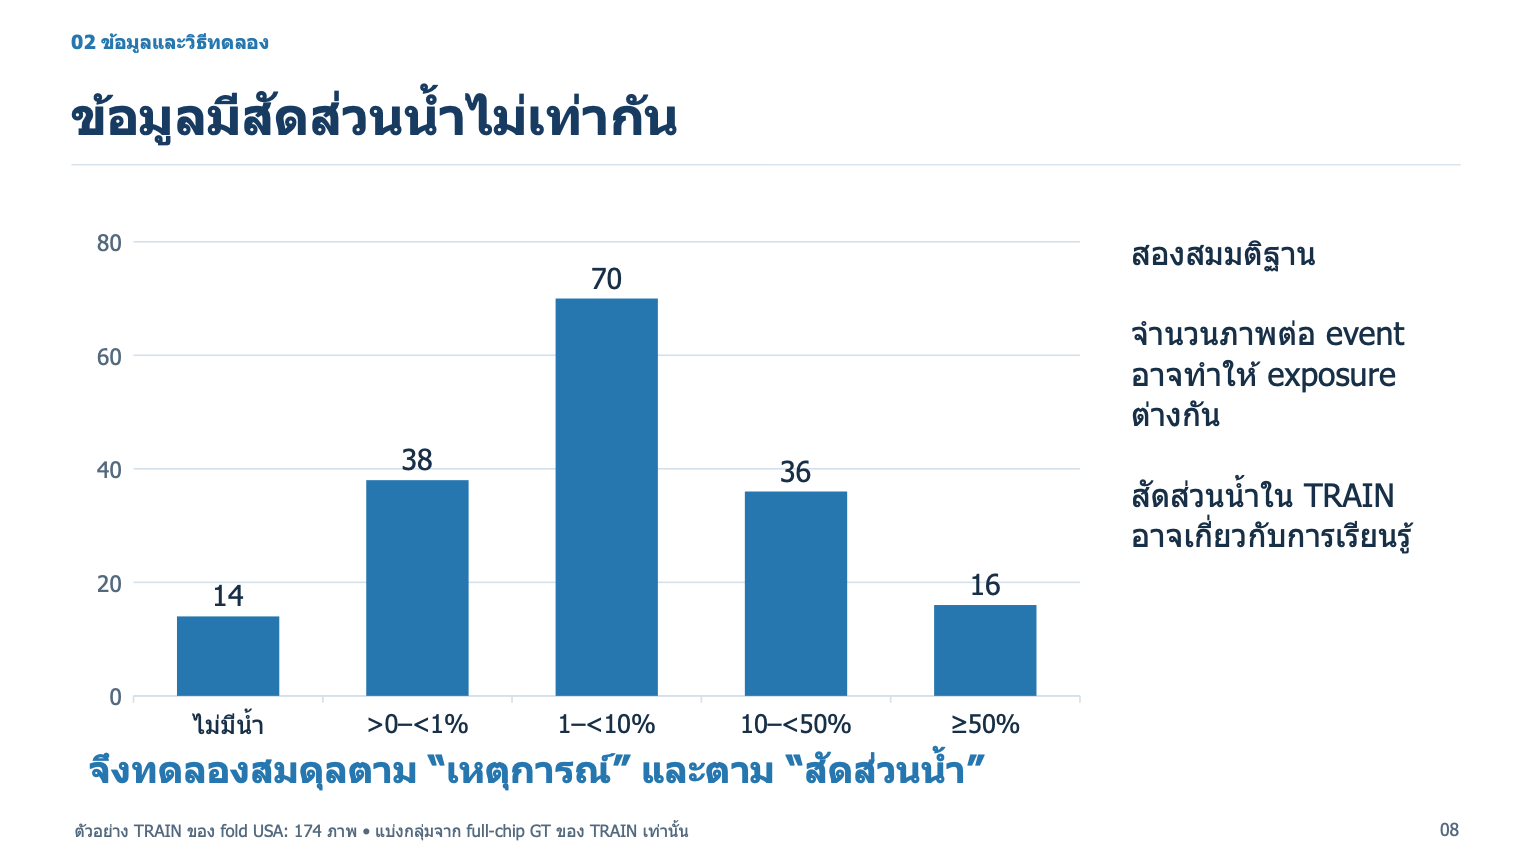 02 ข้อมูลและวิธีทดลอง
ข้อมูลมีสัดส่วนน้ำไม่เท่ากัน
80
60
40
20
0
14
38
70
36
16
ไม่มีน้ำ
>0–<1%
1–<10%
10–<50%
≥50%
สองสมมติฐาน
จำนวนภาพต่อ event
อาจทำให้ exposure
ต่างกัน
สัดส่วนน้ำใน TRAIN
อาจเกี่ยวกับการเรียนรู้
จึงทดลองสมดุลตาม “เหตุการณ์” และตาม “สัดส่วนน้ำ”
ตัวอย่าง TRAIN ของ fold USA: 174 ภาพ • แบ่งกลุ่มจาก full-chip GT ของ TRAIN เท่านั้น
08